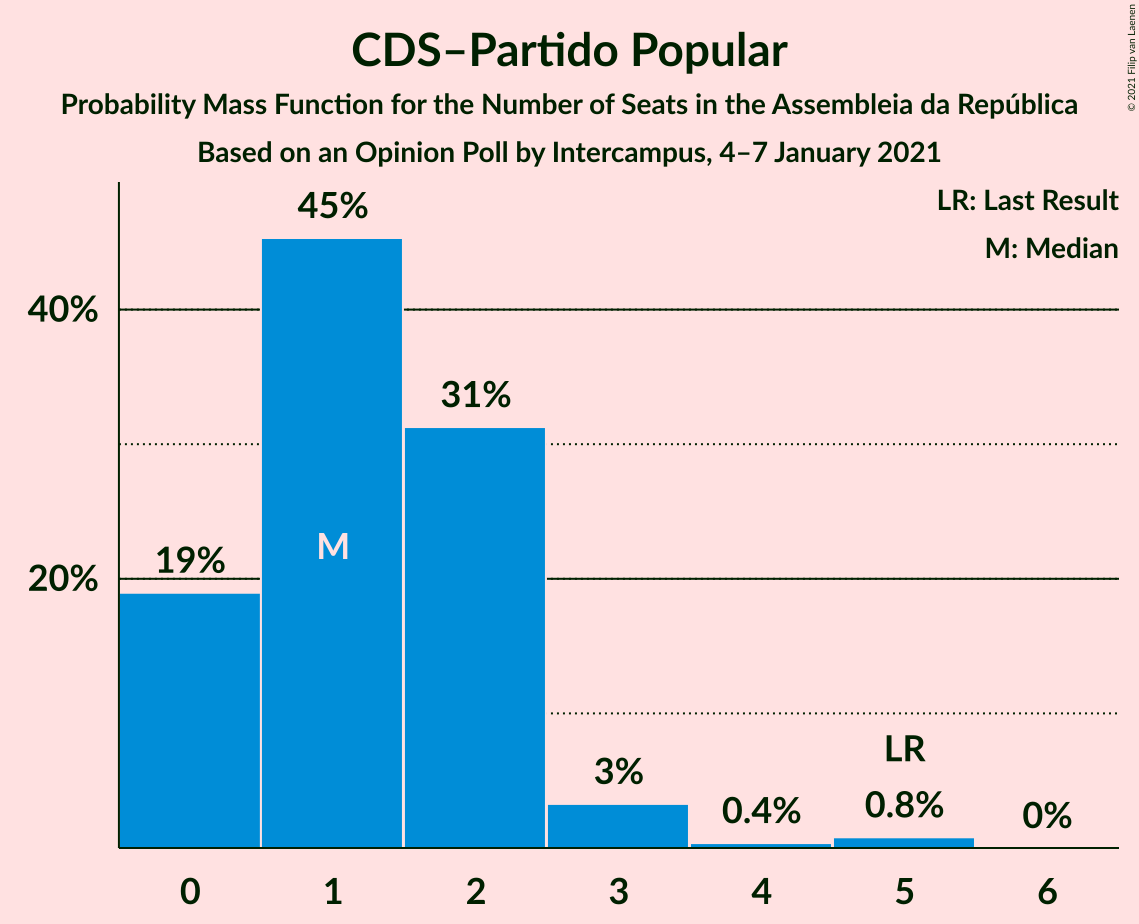 CDS–Partido Popular
Probability Mass Function for the Number of Seats in the Assembleia da República
Based on an Opinion Poll by Intercampus, 4–7 January 2021
© 2021 Filip van Laenen
LR: Last Result
M: Median
45%
40%
31%
M
19%
20%
LR
3%
0.4%
0.8%
0%
0 1 2 3 4 5 6